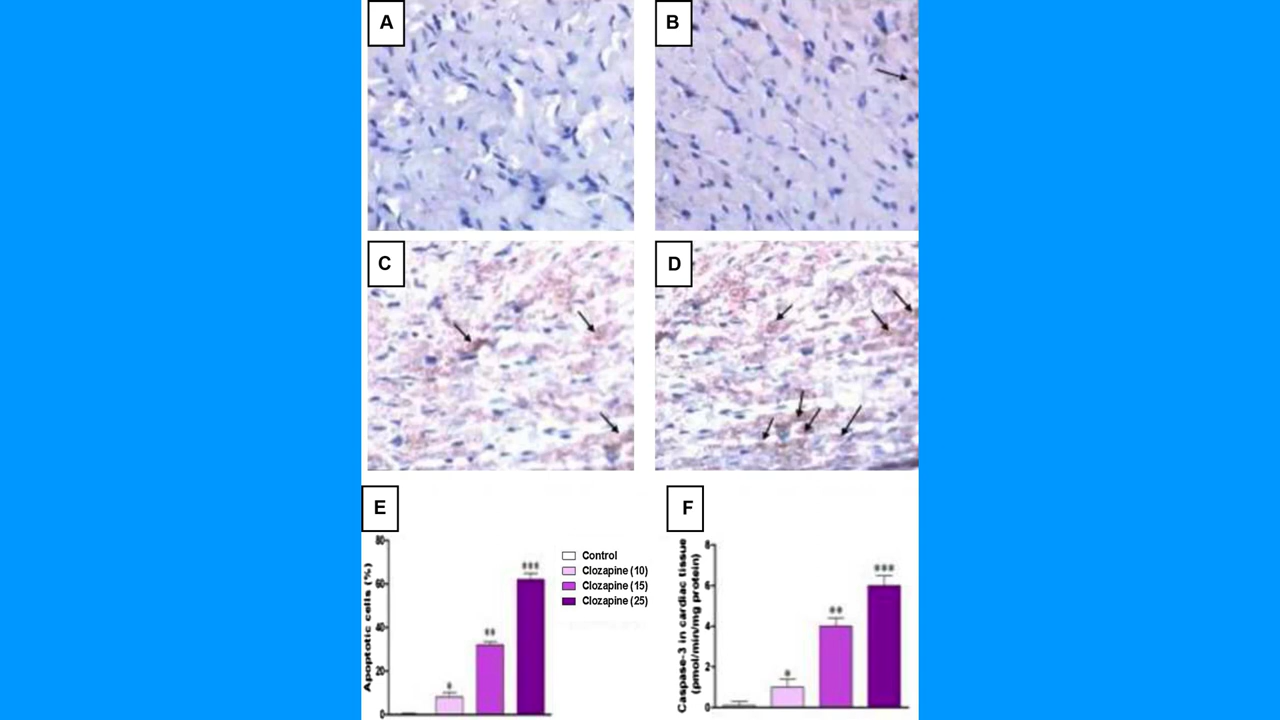 A
B
C
D
E
F
80
60
40
20
0
Apoptotic cells (%)
Control
Clozapine (10)
Clozapine (15)
Clozapine (25)
8
6
4
2
0
Caspase-3 in cardiac tissue
(pmol/min/mg protein)